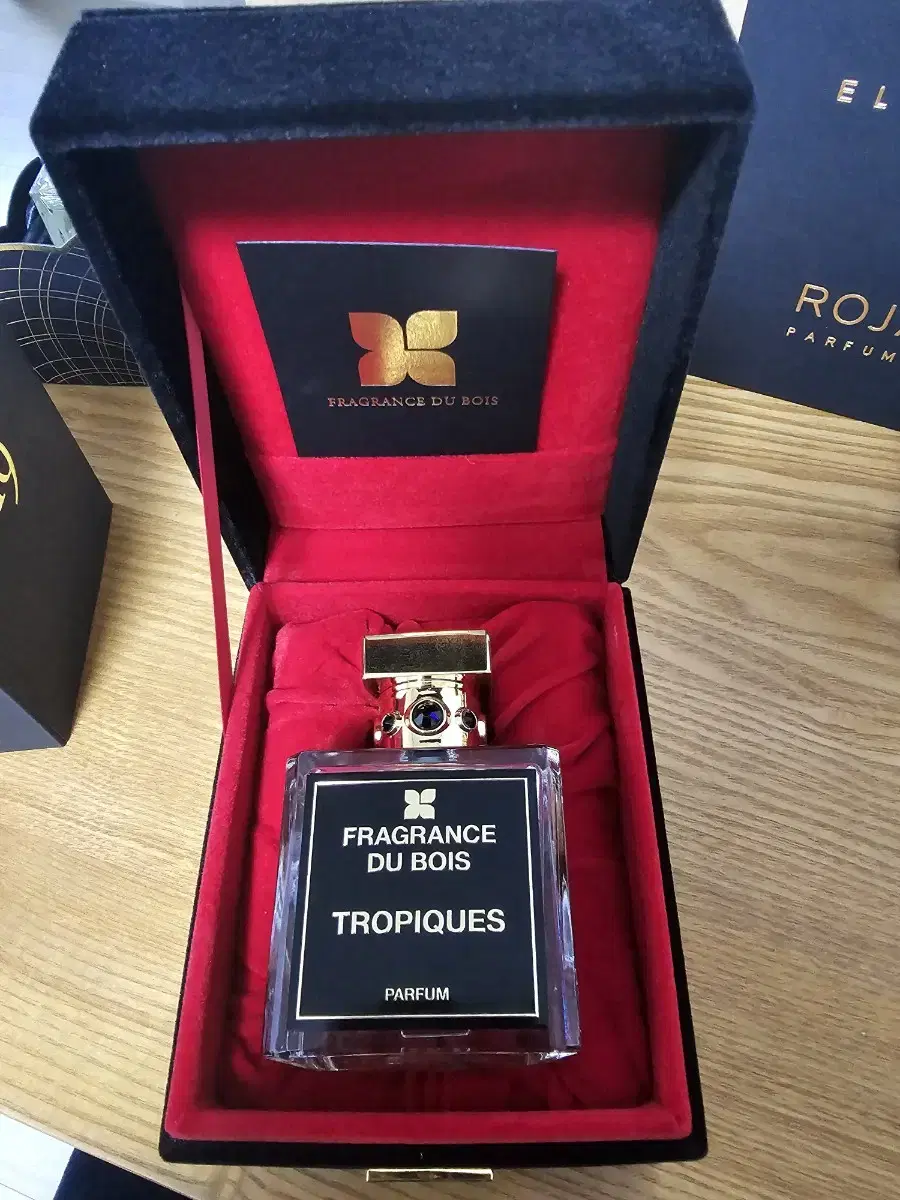 EL
ROJA
PARFUM
FRAGRANCE DU BOIS
FRAGRANCE
DU BOIS
TROPIQUES
PARFUM